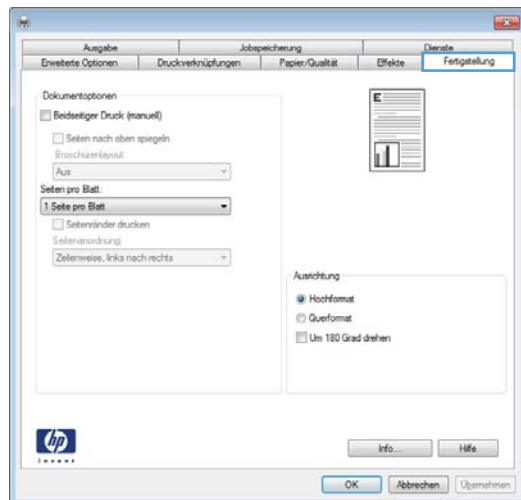 Ausgabe Jobspeicherung Dienste
Erweiterte Optionen Druckverknüpfungen Papier/Qualität Effekte Fertigstellung
Dokumentoptionen
Beidseitiger Druck (manuell)
Seiten nach oben spiegeln
Broschürenlayout:
Aus
Seiten pro Blatt:
1 Seite pro Blatt
Seitenränder drucken
Seitenanordnung:
Zeilenweise, links nach rechts
E
Ausrichtung
Hochformat
Querformat
Um 180 Grad drehen
hp
invent
Info... Hilfe
OK Abbrechen Übernehmen